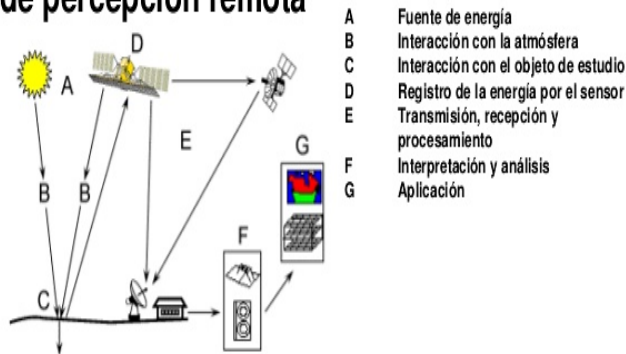 de percepción remota
A Fuente de energía
B Interacción con la atmósfera
C Interacción con el objeto de estudio
D Registro de la energía por el sensor
E Transmisión, recepción y
procesamiento
F Interpretación y análisis
G Aplicación
D
A
E
G
B B
F
C